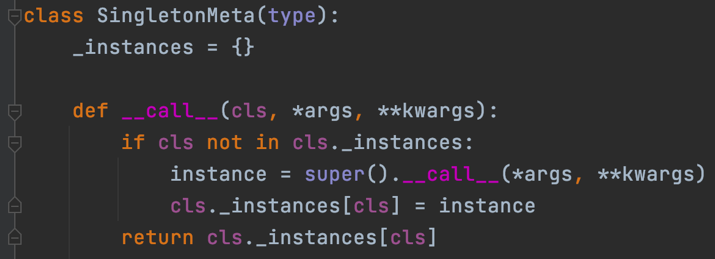 class SingletonMeta(type):
    _instances = {}

    def __call__(cls, *args, **kwargs):
        if cls not in cls._instances:
            instance = super().__call__(*args, **kwargs)
            cls._instances[cls] = instance
        return cls._instances[cls]